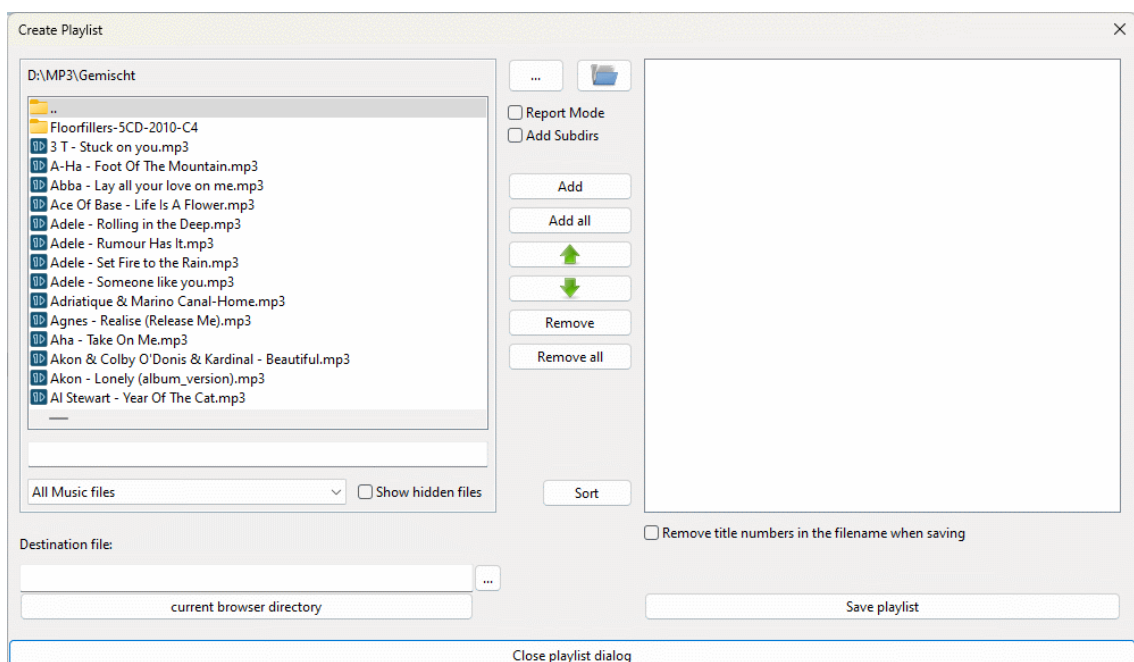 Create Playlist
D:\MP3\Gemischt
..
Floorfillers-5CD-2010-C4
3 T - Stuck on you.mp3
A-Ha - Foot Of The Mountain.mp3
Abba - Lay all your love on me.mp3
Ace Of Base - Life Is A Flower.mp3
Adele - Rolling in the Deep.mp3
Adele - Rumour Has It.mp3
Adele - Set Fire to the Rain.mp3
Adele - Someone like you.mp3
Adriatique & Marino Canal-Home.mp3
Agnes - Realise (Release Me).mp3
Aha - Take On Me.mp3
Akon & Colby O'Donis & Kardinal - Beautiful.mp3
Akon - Lonely (album_version).mp3
Al Stewart - Year Of The Cat.mp3
All Music files
Show hidden files
...
Report Mode
Add Subdirs
Add
Add all
Remove
Remove all
Sort
Remove title numbers in the filename when saving
Destination file:
...
current browser directory
Save playlist
Close playlist dialog